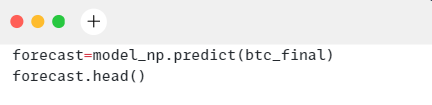 forecast=model_np.predict(btc_final)
forecast.head()